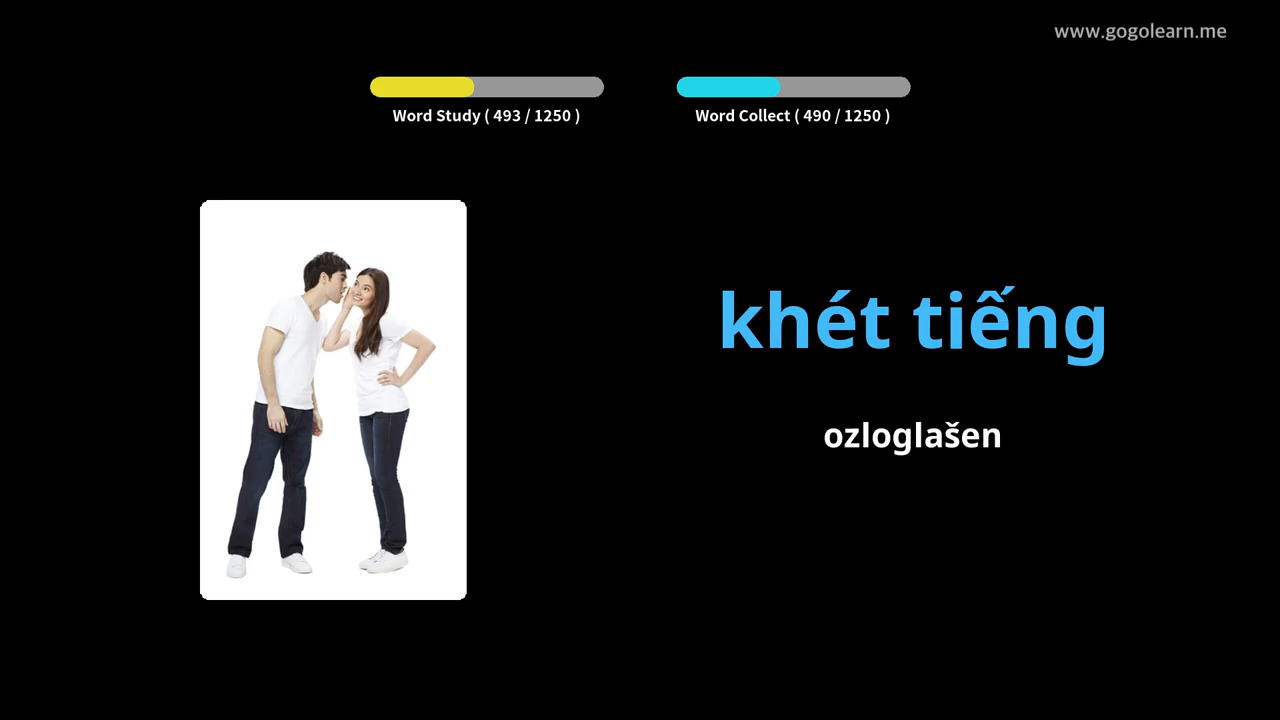 www.gogolearn.me
Word Study ( 493 / 1250 )
Word Collect ( 490 / 1250 )
khét tiếng
ozloglašen